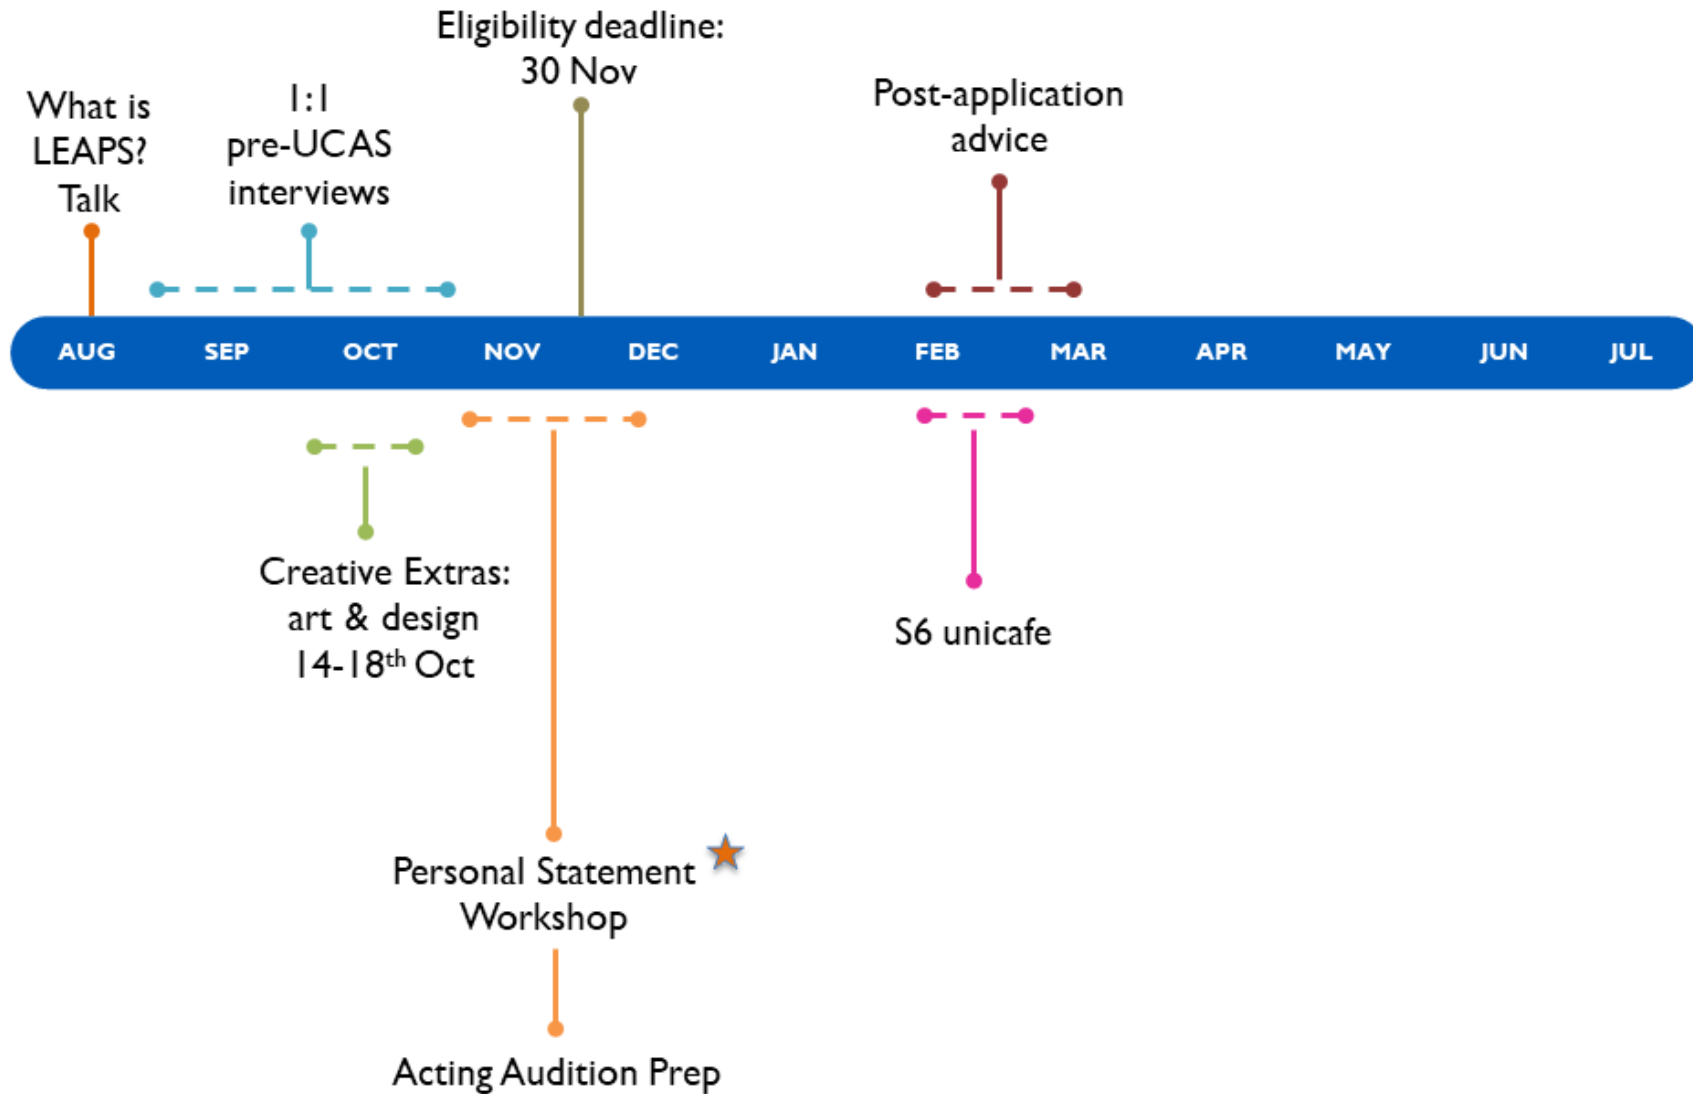 Eligibility deadline:
30 Nov
What is
LEAPS?
Talk
1:1
pre-UCAS
interviews
Post-application
advice
AUG SEP OCT NOV DEC JAN FEB MAR APR MAY JUN JUL
Creative Extras:
art & design
14-18th Oct
S6 unicafe
Personal Statement
Workshop
Acting Audition Prep